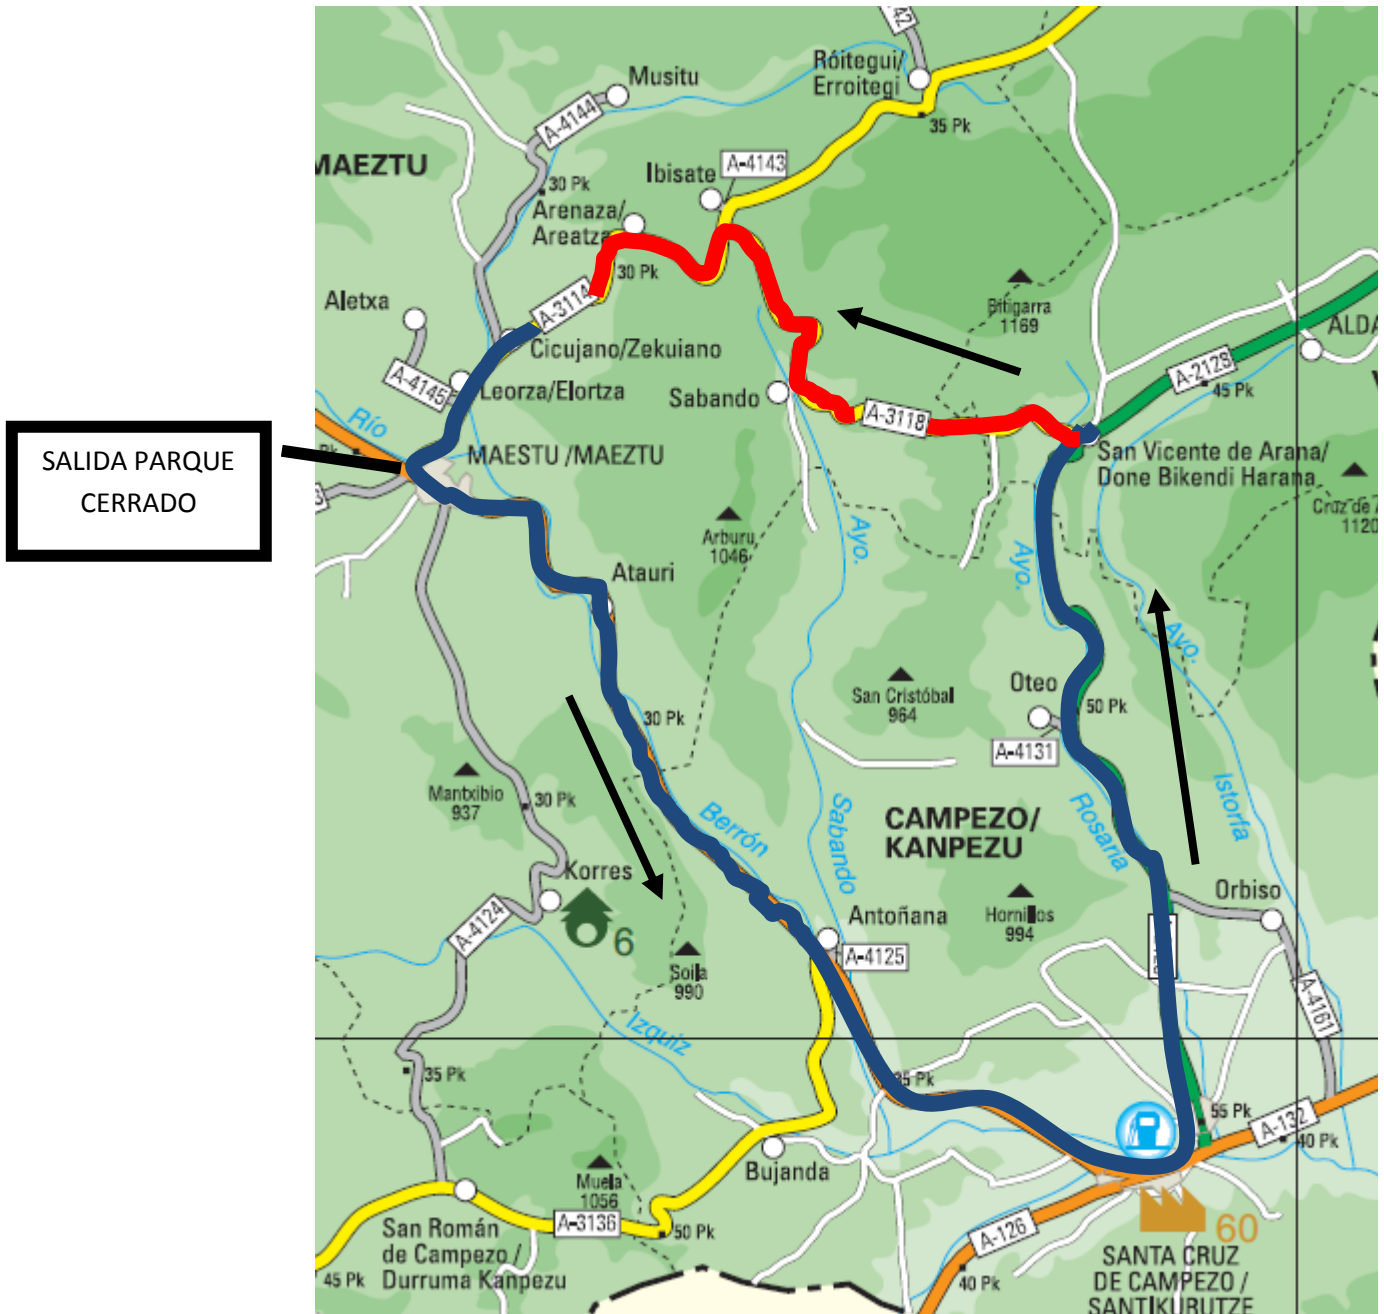 42
Róitegui/
Erroitegi
Musitu
A-4144
35 Pk
MAEZTU
A-4143
Ibisate
30 Pk
Arenaza/
Areatza
30 Pk
A-3114
Aletxa
Bitigarra
1169
ALDA
Cicujano/Zekuiano
A-2128
45 Pk
A-4145
Leorza/Elortza
Sabando
A-3118
Río
SALIDA PARQUE
CERRADO
MAESTU /MAEZTU
San Vicente de Arana/
Done Bikendi Harana
Cruz de
1120
Arburu
1046
Ayo.
Ayo.
Atauri
Ayo.
San Cristóbal
964
Oteo
50 Pk
30 Pk
A-4131
Mantxibio
937
30 Pk
Berrón
Sabando
CAMPEZO/
KANPEZU
Rosaria
Istorfa
Korres
6
A-4124
Antoñana
Hornillos
994
Orbiso
A-4125
Soila
990
A-4161
Izquiz
35 Pk
35 Pk
55 Pk
A-132
40 Pk
Bujanda
Muela
1056
A-3136
50 Pk
San Román
de Campezo /
Durruma Kanpezu
45 Pk
A-126
40 Pk
60
SANTA CRUZ
DE CAMPEZO /
SANTIKURUTZE